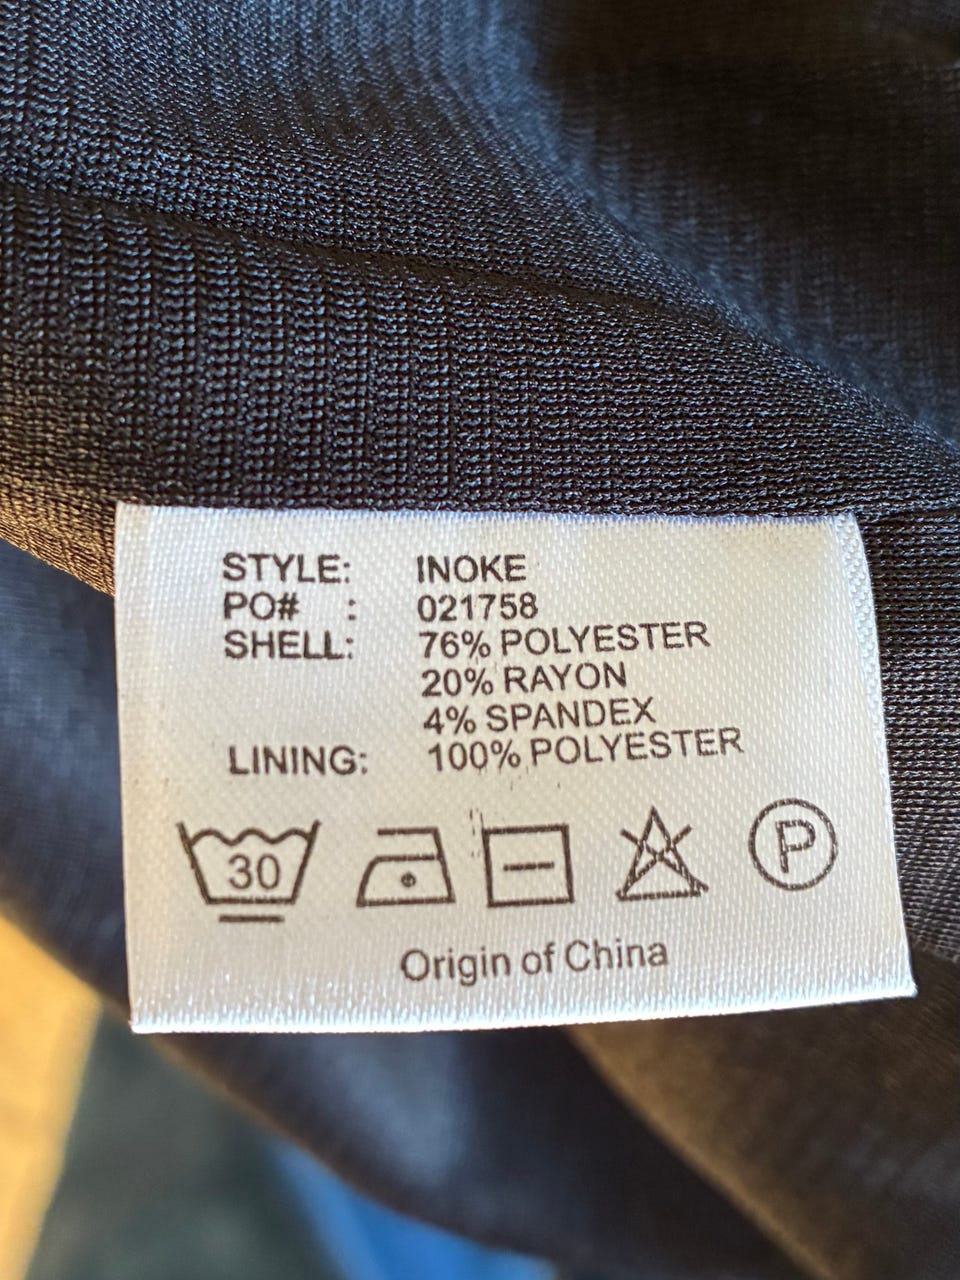 STYLE: INOKE
PO# : 021758
SHELL: 76% POLYESTER
20% RAYON
4% SPANDEX
LINING: 100% POLYESTER
30
P
Origin of China